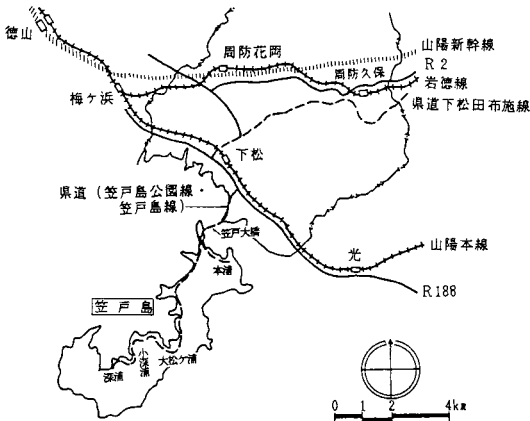 徳山
周防花岡
山陽新幹線
R 2
周防久保
岩徳線
県道下松田布施線
梅ヶ浜
下松
県道（笠戸島公園線・
笠戸島線）
笠戸大橋
本浦
光
山陽本線
R188
笠戸島
小深浦
大松ケ浦
深浦
0 1 2 4km